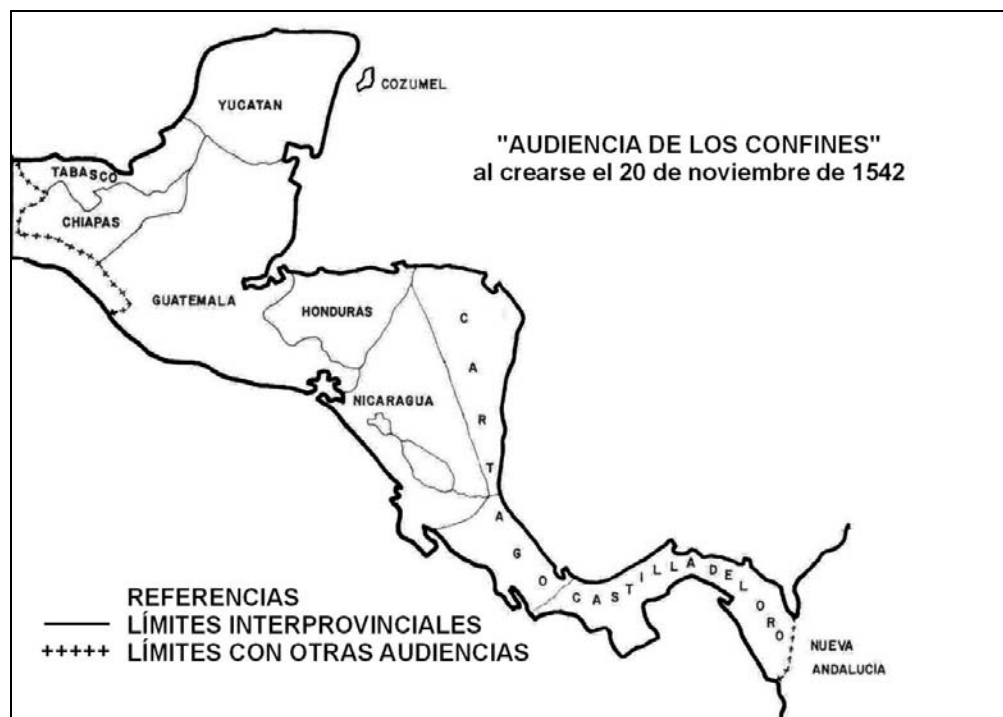 COZUMEL
YUCATAN
"AUDIENCIA DE LOS CONFINES"
al crearse el 20 de noviembre de 1542
TABASCO
CHIAPAS
GUATEMALA
HONDURAS
CARTAGO
NICARAGUA
CASTILLA DEL ORO
REFERENCIAS
LÍMITES INTERPROVINCIALES
+++++ LÍMITES CON OTRAS AUDIENCIAS
NUEVA
ANDALUCIA